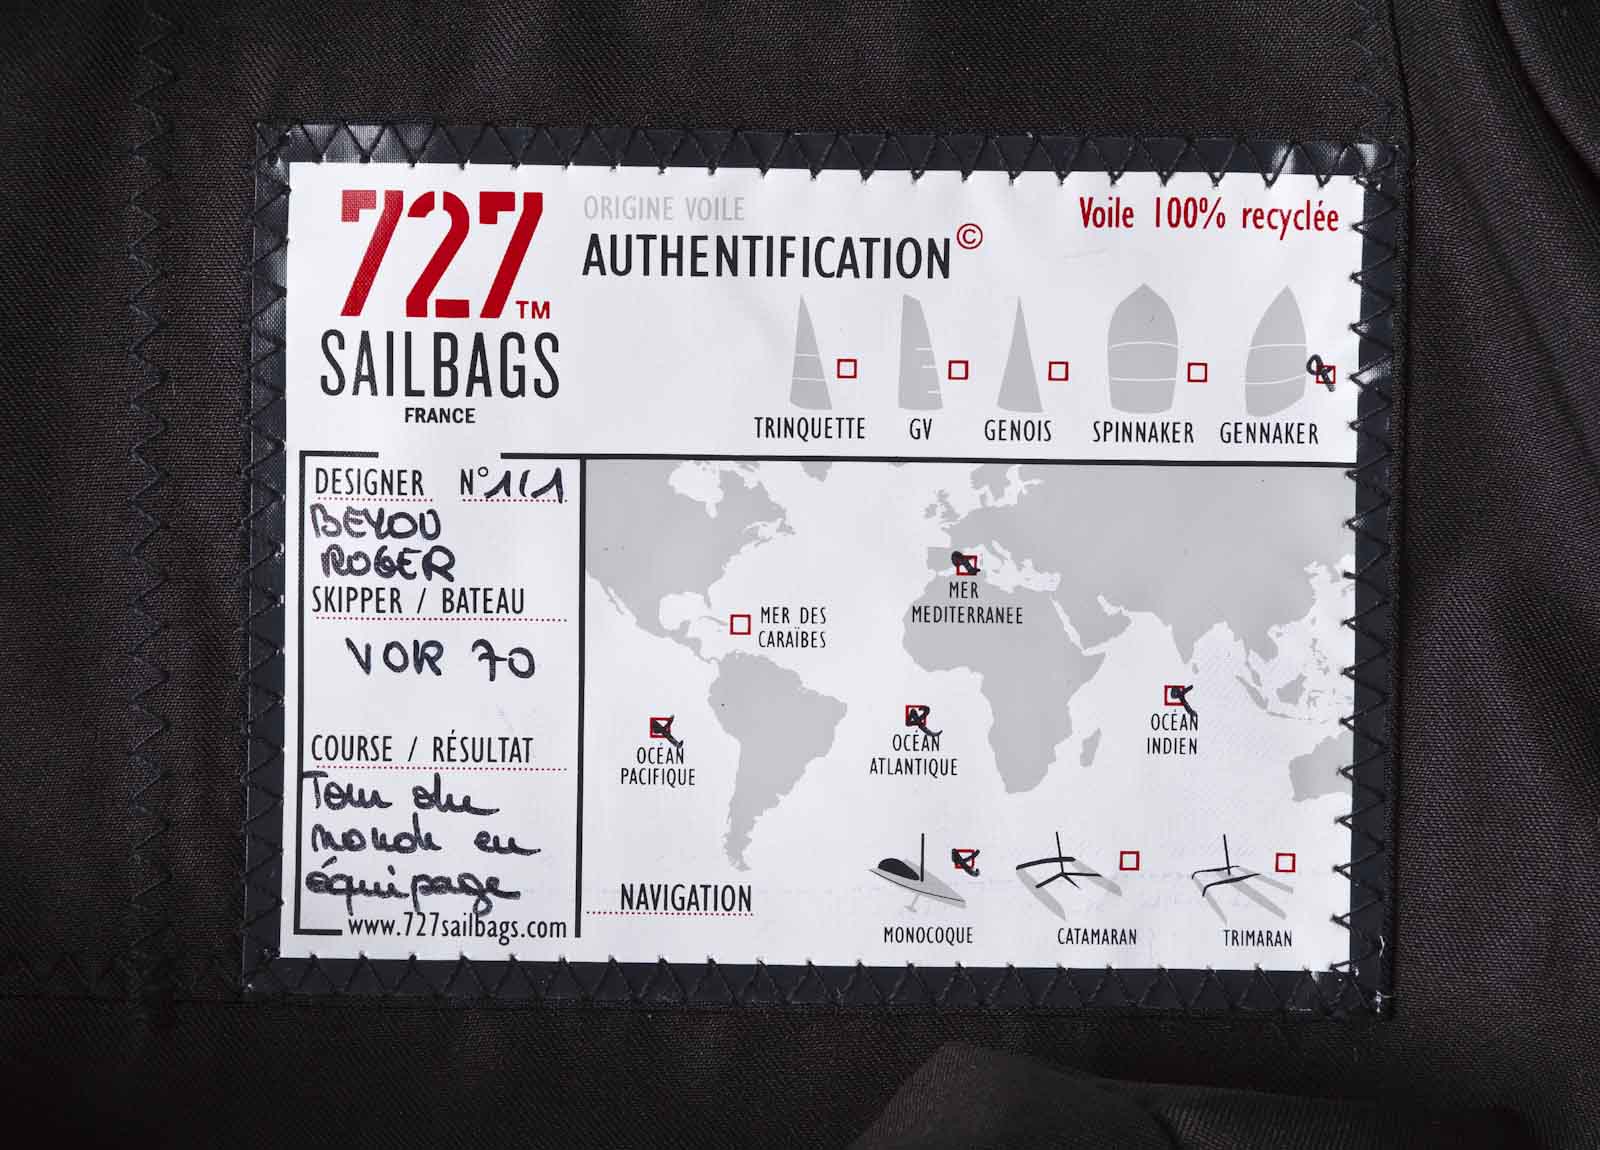 727™
SAILBAGS
FRANCE
ORIGINE VOILE
AUTHENTIFICATION©
Voile 100% recyclée
TRINQUETTE
GV
GENOIS
SPINNAKER
GENNAKER
DESIGNER N°1/1
BEYOU
ROGER
SKIPPER / BATEAU
VOR 70
COURSE / RÉSULTAT
Tour du
monde en
équipage
www.727sailbags.com
MER
MEDITERRANEE
MER DES
CARAÏBES
OCÉAN
PACIFIQUE
OCÉAN
ATLANTIQUE
OCÉAN
INDIEN
NAVIGATION
MONOCOQUE
CATAMARAN
TRIMARAN